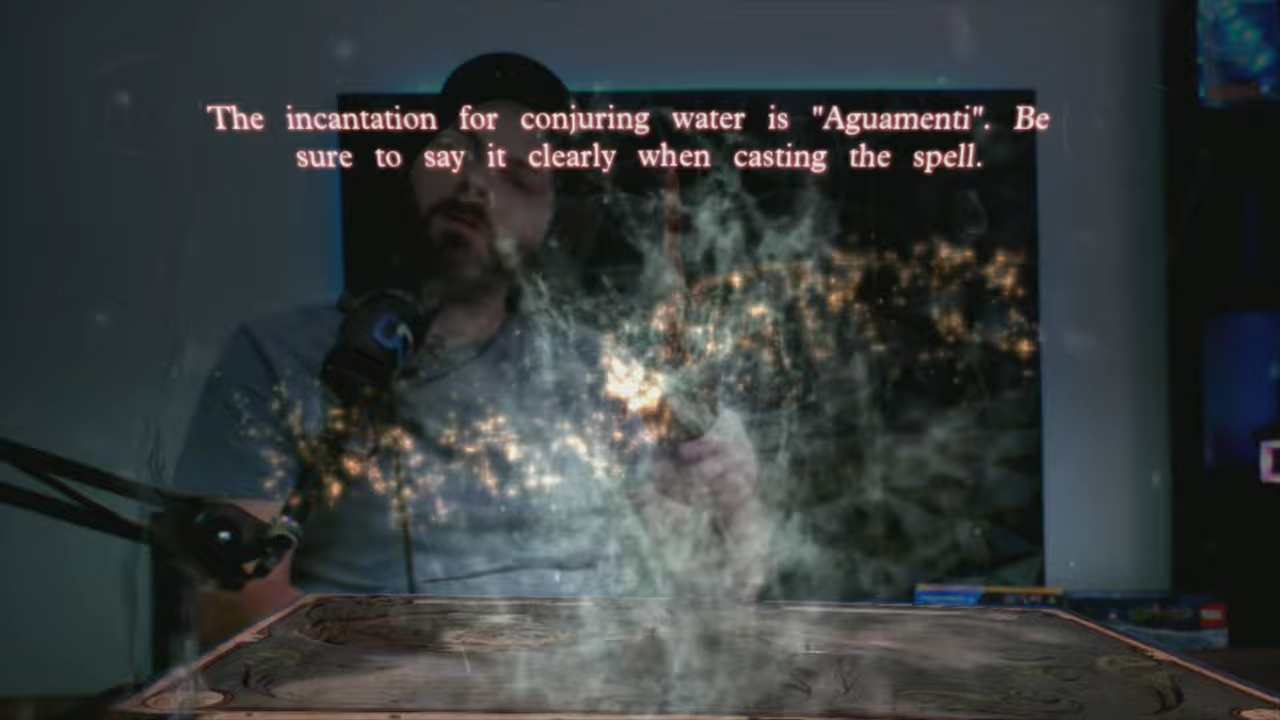 The incantation for conjuring water is "Aguamenti". Be
sure to say it clearly when casting the spell.